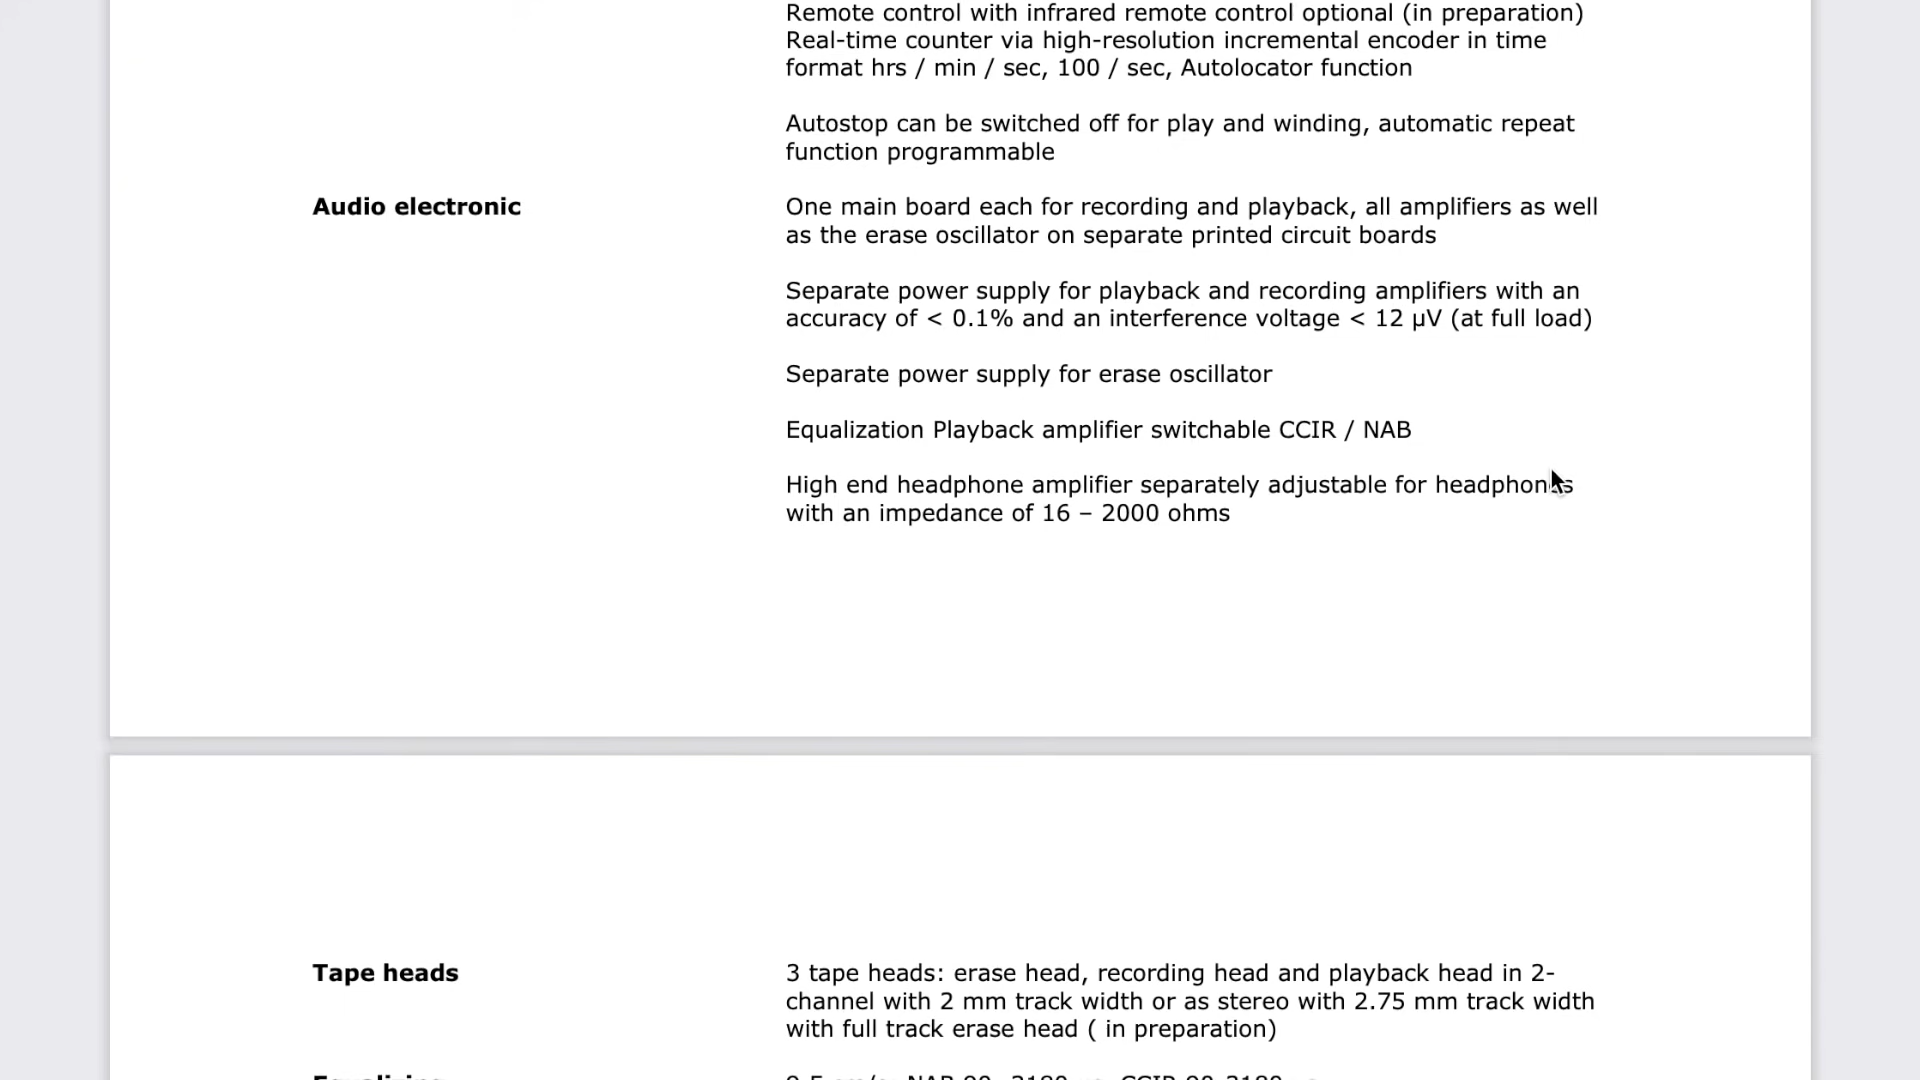 Remote control with infrared remote control optional (in preparation)
Real-time counter via high-resolution incremental encoder in time
format hrs / min / sec, 100 / sec, Autolocator function
Autostop can be switched off for play and winding, automatic repeat
function programmable
Audio electronic
One main board each for recording and playback, all amplifiers as well
as the erase oscillator on separate printed circuit boards
Separate power supply for playback and recording amplifiers with an
accuracy of < 0.1% and an interference voltage < 12 µV (at full load)
Separate power supply for erase oscillator
Equalization Playback amplifier switchable CCIR / NAB
High end headphone amplifier separately adjustable for headphones
with an impedance of 16 – 2000 ohms
Tape heads
3 tape heads: erase head, recording head and playback head in 2-
channel with 2 mm track width or as stereo with 2.75 mm track width
with full track erase head ( in preparation)